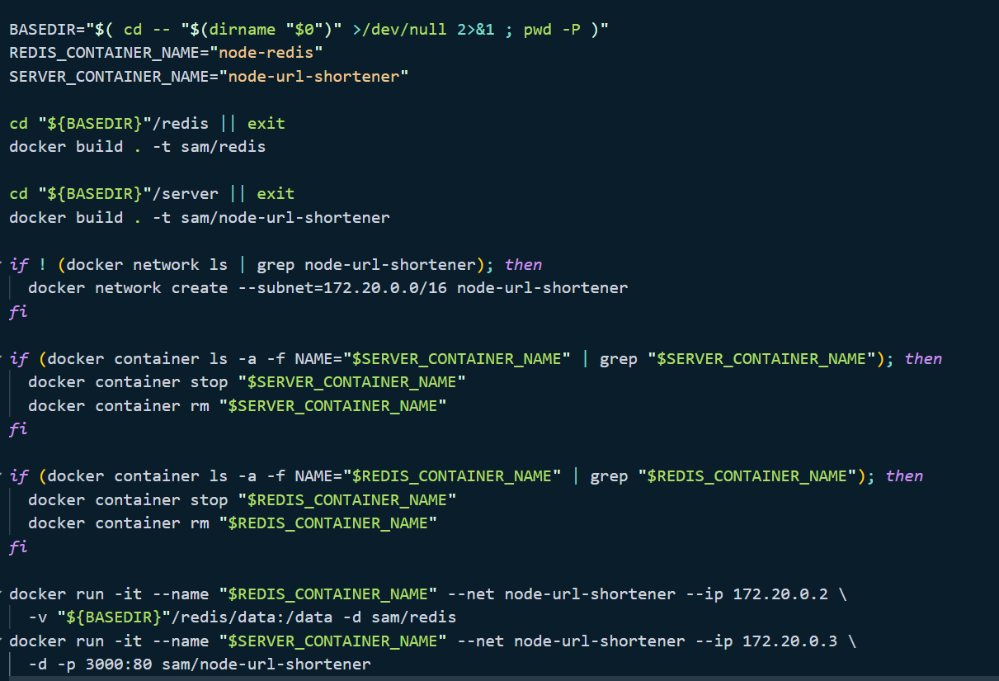 BASEDIR="$( cd -- "$(dirname "$0")" >/dev/null 2>&1 ; pwd -P )"
REDIS_CONTAINER_NAME="node-redis"
SERVER_CONTAINER_NAME="node-url-shortener"

cd "${BASEDIR}"/redis || exit
docker build . -t sam/redis

cd "${BASEDIR}"/server || exit
docker build . -t sam/node-url-shortener

if ! (docker network ls | grep node-url-shortener); then
  docker network create --subnet=172.20.0.0/16 node-url-shortener
fi

if (docker container ls -a -f NAME="$SERVER_CONTAINER_NAME" | grep "$SERVER_CONTAINER_NAME"); then
  docker container stop "$SERVER_CONTAINER_NAME"
  docker container rm "$SERVER_CONTAINER_NAME"
fi

if (docker container ls -a -f NAME="$REDIS_CONTAINER_NAME" | grep "$REDIS_CONTAINER_NAME"); then
  docker container stop "$REDIS_CONTAINER_NAME"
  docker container rm "$REDIS_CONTAINER_NAME"
fi

docker run -it --name "$REDIS_CONTAINER_NAME" --net node-url-shortener --ip 172.20.0.2 \
  -v "${BASEDIR}"/redis/data:/data -d sam/redis
docker run -it --name "$SERVER_CONTAINER_NAME" --net node-url-shortener --ip 172.20.0.3 \
  -d -p 3000:80 sam/node-url-shortener